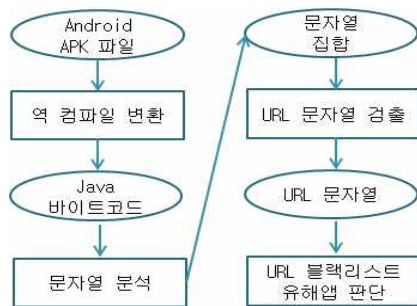 Android
APK 파일
역 컴파일 변환
Java
바이트코드
문자열 분석
문자열
집합
URL 문자열 검출
URL 문자열
URL 블랙리스트
유해앱 판단